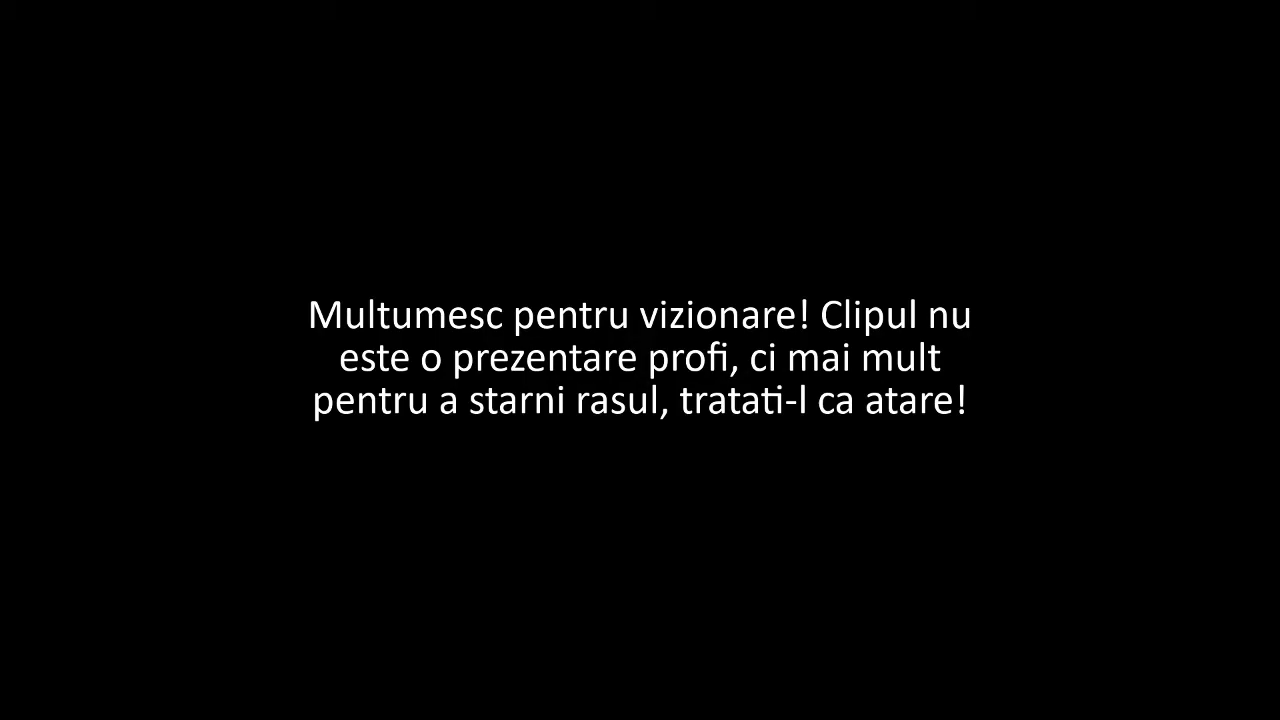 Multumesc pentru vizionare! Clipul nu
este o prezentare profi, ci mai mult
pentru a starni rasul, tratati-l ca atare!